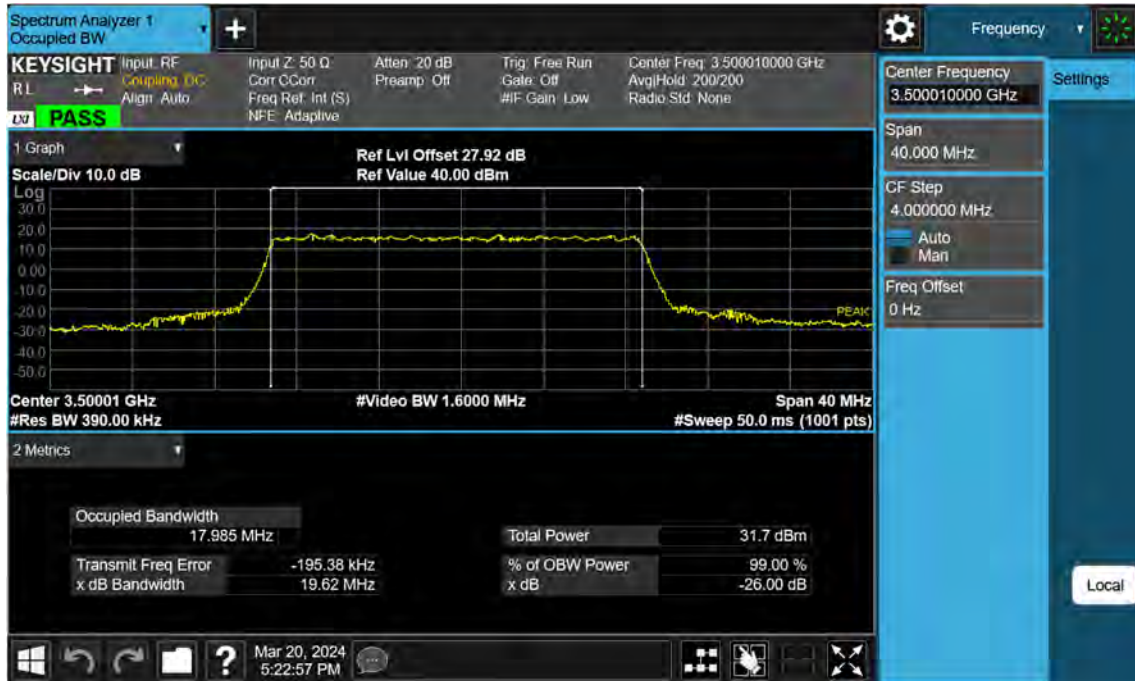 Spectrum Analyzer 1
Occupied BW
Frequency
KEYSIGHT
RL
LXI
PASS
Input: RF
Coupling: DC
Align: Auto
Input Z: 50 Ω
Corr CCorr
Freq Ref: Int (S)
NFE: Adaptive
Atten: 20 dB
Preamp: Off
Trig: Free Run
Gate: Off
#IF Gain: Low
Center Freq: 3.500010000 GHz
Avg|Hold: 200/200
Radio Std: None
Center Frequency
3.500010000 GHz
Settings
Span
40.000 MHz
CF Step
4.000000 MHz
Auto
Man
Freq Offset
0 Hz
1 Graph
Scale/Div 10.0 dB
Ref Lvl Offset 27.92 dB
Ref Value 40.00 dBm
Log
30.0
20.0
10.0
0.00
-10.0
-20.0
-30.0
-40.0
-50.0
PEAK
Center 3.50001 GHz
#Video BW 1.6000 MHz
Span 40 MHz
#Res BW 390.00 kHz
#Sweep 50.0 ms (1001 pts)
2 Metrics
Occupied Bandwidth
17.985 MHz
Total Power 31.7 dBm
Transmit Freq Error -195.38 kHz
% of OBW Power 99.00 %
x dB Bandwidth 19.62 MHz
x dB -26.00 dB
Local
?
Mar 20, 2024
5:22:57 PM